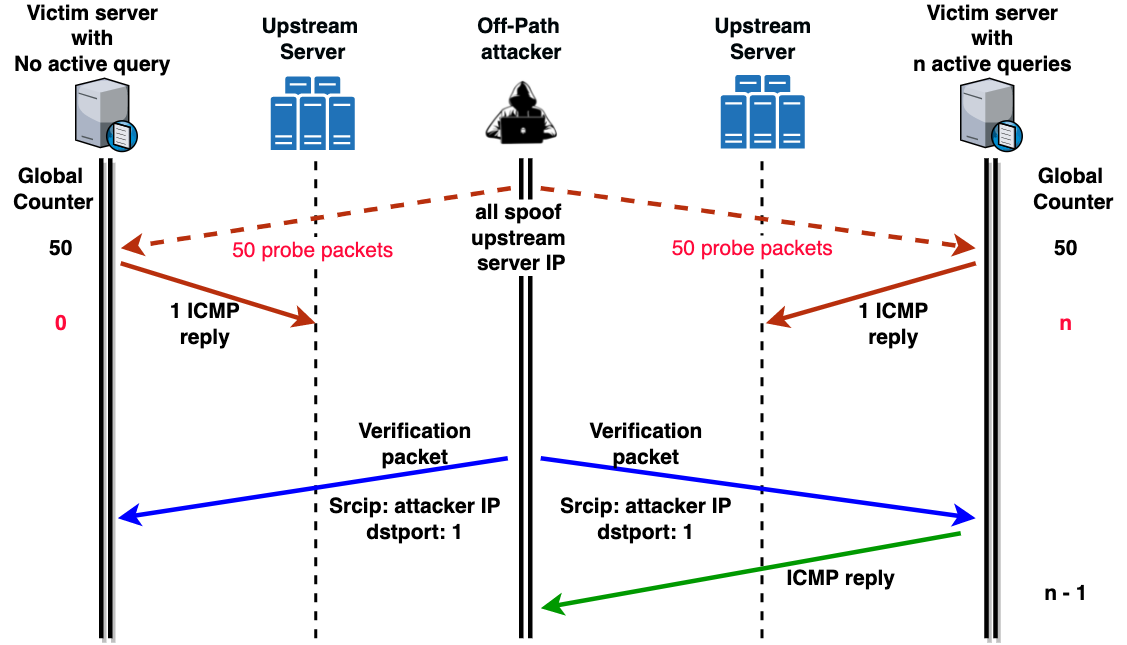 Victim server
with
No active query
Upstream
Server
Off-Path
attacker
Upstream
Server
Victim server
with
n active queries
Global
Counter
50
0
all spoof
upstream
server IP
50 probe packets
50 probe packets
1 ICMP
reply
1 ICMP
reply
Global
Counter
50
n
Verification
packet
Verification
packet
Srcip: attacker IP
dstport: 1
Srcip: attacker IP
dstport: 1
ICMP reply
n - 1